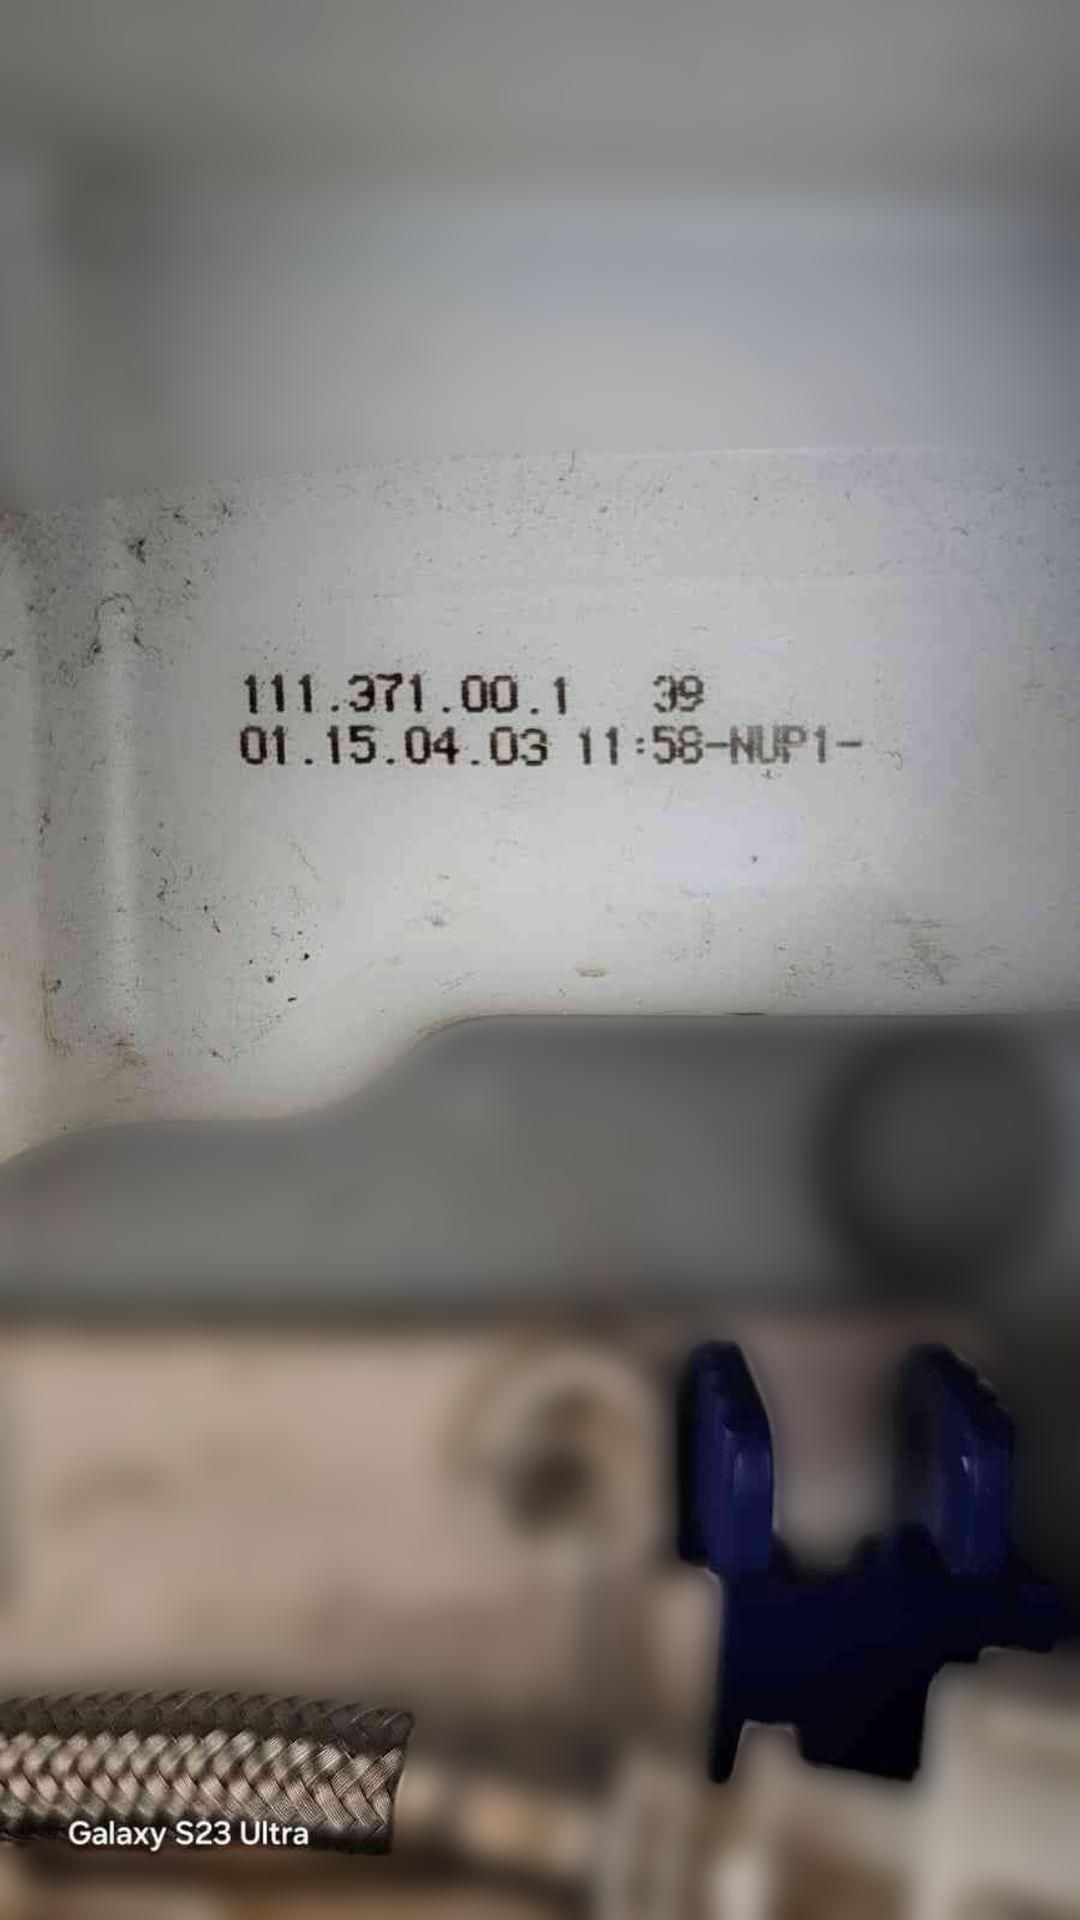 111.371.00.1 39
01.15.04.03 11:58-NUP1-
Galaxy S23 Ultra